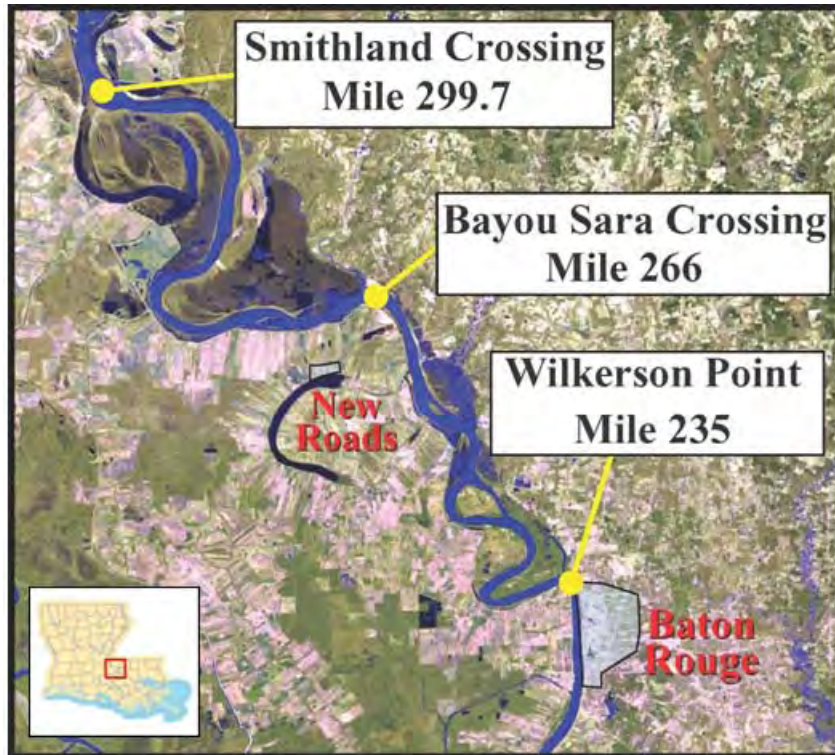 Smithland Crossing
Mile 299.7
Bayou Sara Crossing
Mile 266
Wilkerson Point
Mile 235
New
Roads
Baton
Rouge